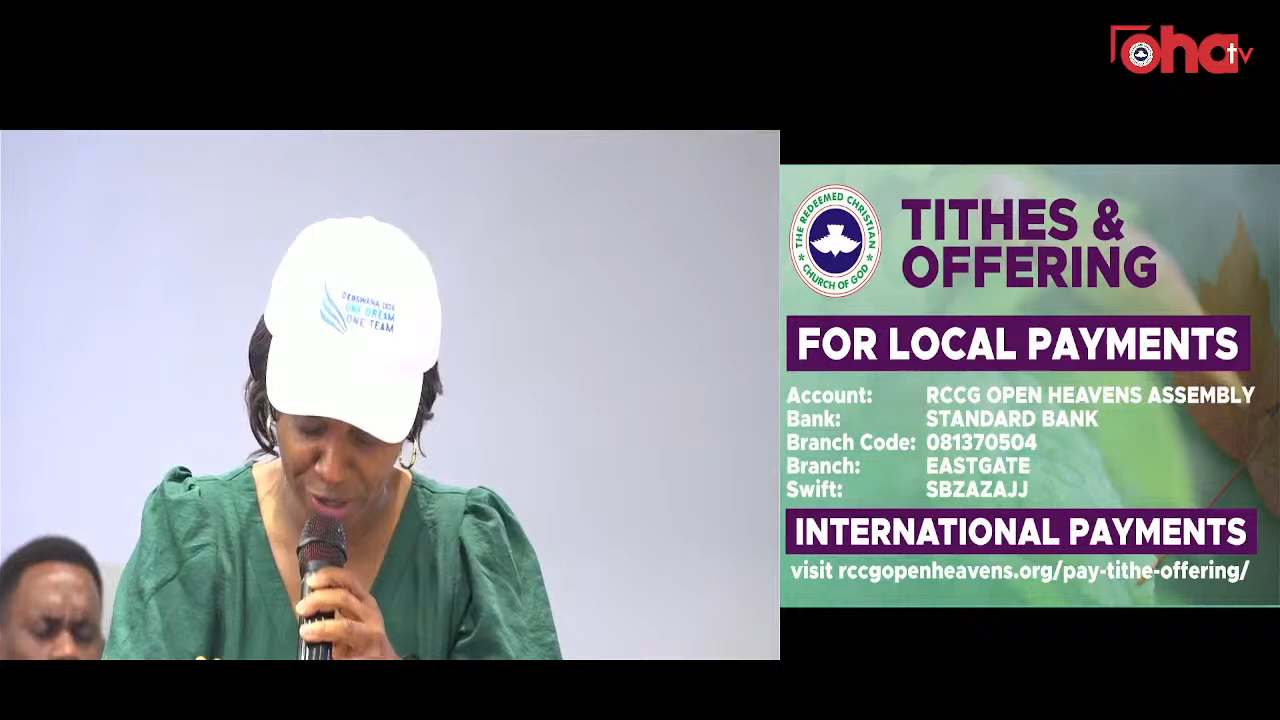 oha tv
DEBSWANA 2024
ONE DREAM
ONE TEAM
THE REDEEMED CHRISTIAN
CHURCH OF GOD
TITHES &
OFFERING
FOR LOCAL PAYMENTS
Account: RCCG OPEN HEAVENS ASSEMBLY
Bank: STANDARD BANK
Branch Code: 081370504
Branch: EASTGATE
Swift: SBZAZAJJ
INTERNATIONAL PAYMENTS
visit rccgopenheavens.org/pay-tithe-offering/